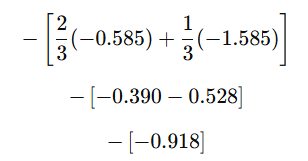 − [2/3(−0.585) + 1/3(−1.585)]
− [−0.390 − 0.528]
− [−0.918]